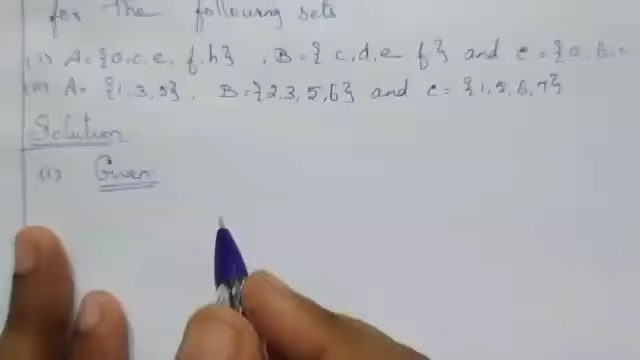 for the following sets
(i) A = {a, c, e, f, h} , B = { c, d, e f } and c = {a, b, c
(ii) A = {1, 3, 5} , B = {2, 3, 5, 6} and c = {1, 5, 6, 7}
Solution
(i) Given